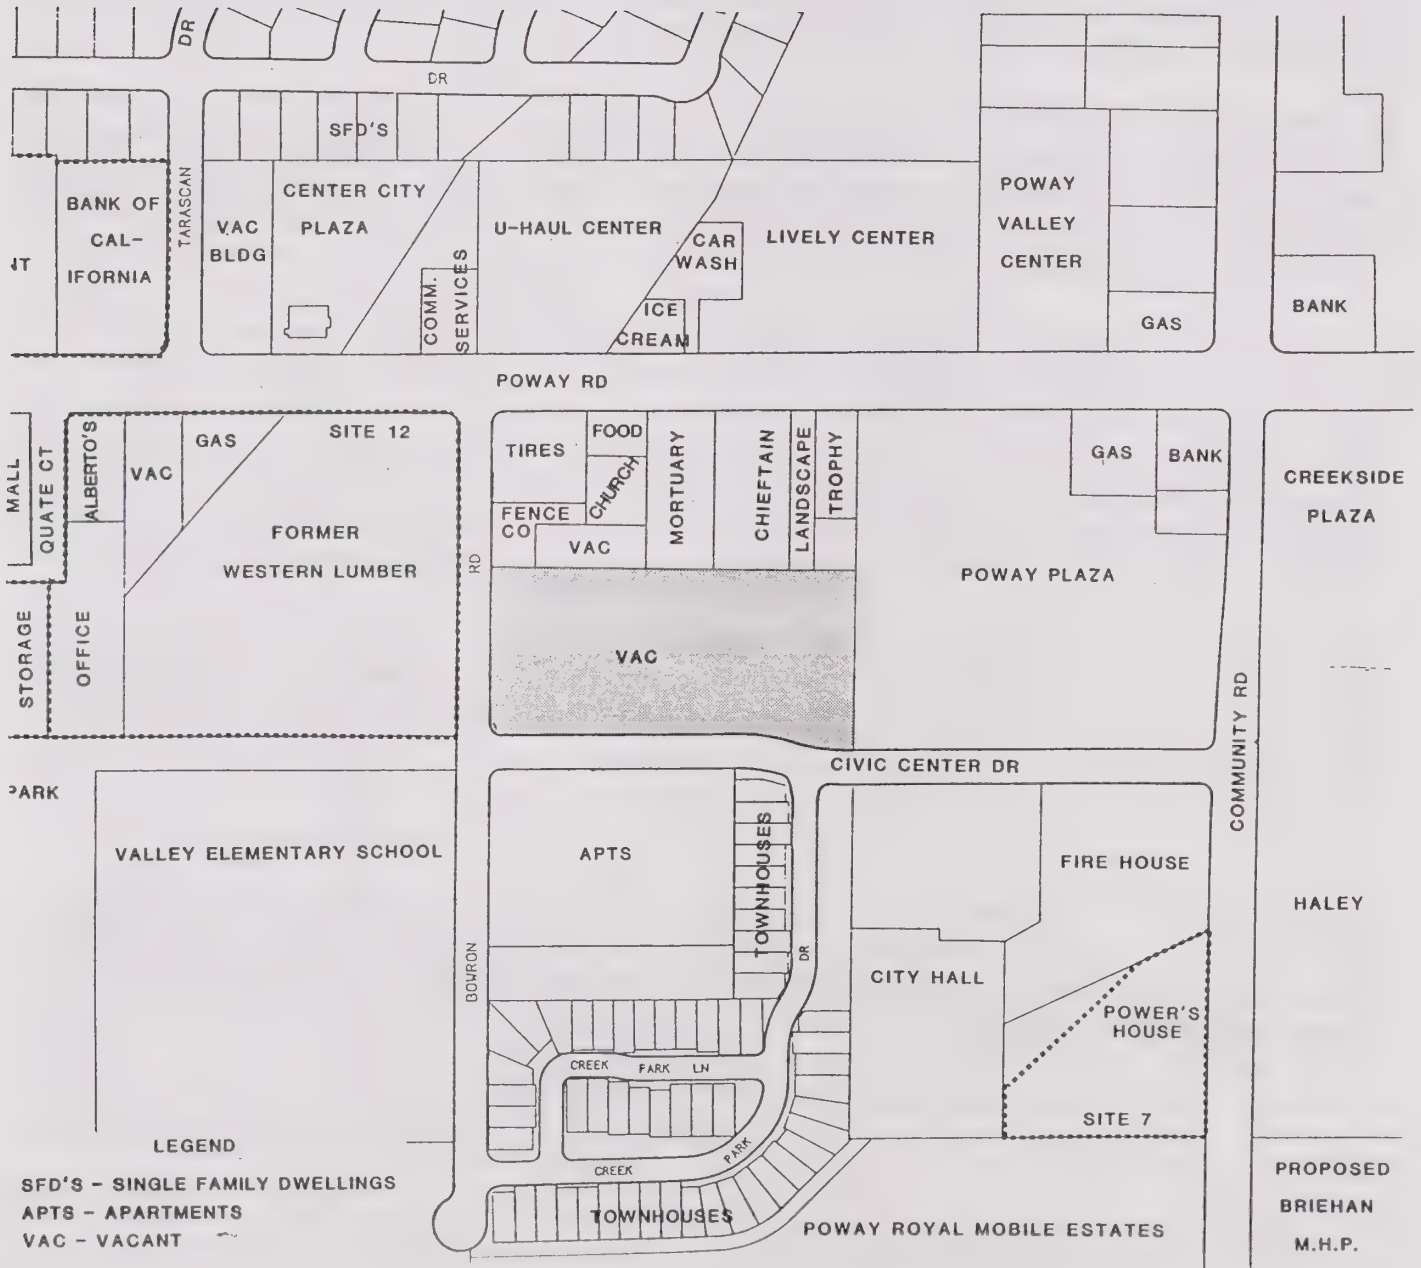 DR
DR
SFD'S
TARASCAN
BANK OF
CAL-
IFORNIA
VAC
BLDG
CENTER CITY
PLAZA
COMM.
SERVICES
U-HAUL CENTER
CAR
WASH
ICE
CREAM
LIVELY CENTER
POWAY
VALLEY
CENTER
GAS
BANK
POWAY RD
MALL
QUATE CT
ALBERTO'S
VAC
GAS
SITE 12
FORMER
WESTERN LUMBER
STORAGE
OFFICE
RD
TIRES
FOOD
CHURCH
FENCE
CO
VAC
MORTUARY
CHIEFTAIN
LANDSCAPE
TROPHY
GAS
BANK
POWAY PLAZA
CREEKSIDE
PLAZA
VAC
COMMUNITY RD
CIVIC CENTER DR
VALLEY ELEMENTARY SCHOOL
BOWRON
APTS
TOWNHOUSES
DR
FIRE HOUSE
CITY HALL
HALEY
POWER'S
HOUSE
SITE 7
CREEK PARK LN
CREEK
PARK
TOWNHOUSES
POWAY ROYAL MOBILE ESTATES
PROPOSED
BRIEHAN
M.H.P.
LEGEND
SFD'S - SINGLE FAMILY DWELLINGS
APTS - APARTMENTS
VAC - VACANT